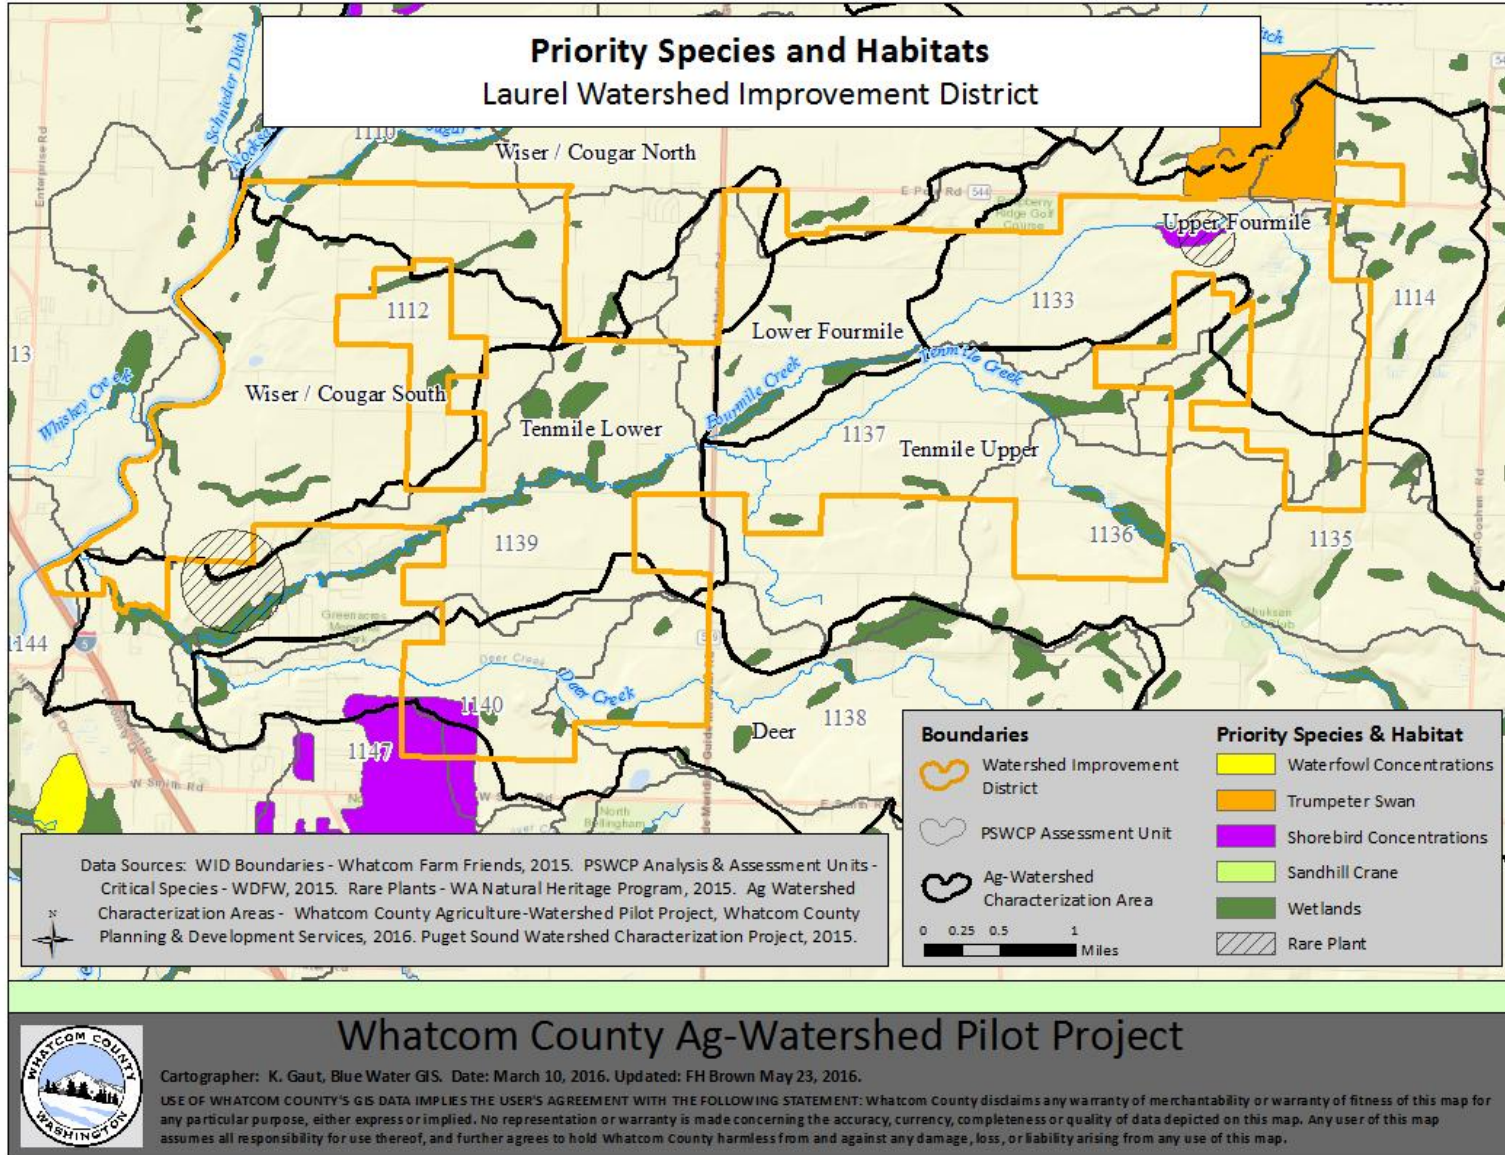 Priority Species and Habitats
Laurel Watershed Improvement District
Schnieder Ditch
1110
Wiser / Cougar North
Enterprise Rd
544
Upper Fourmile
1133
1114
1112
Lower Fourmile
13
Tenmile Creek
Fourmile Creek
Whiskey Creek
Wiser / Cougar South
Tenmile Lower
1137
Tenmile Upper
1139
1136
1135
1144
5
Deer Creek
Deer Creek
1140
1138
Deer
1147
W Smith Rd
North
Bellingham
Boundaries
Watershed Improvement
District
PSWCP Assessment Unit
Ag-Watershed
Characterization Area
0 0.25 0.5 1
Miles
Priority Species & Habitat
Waterfowl Concentrations
Trumpeter Swan
Shorebird Concentrations
Sandhill Crane
Wetlands
Rare Plant
Data Sources: WID Boundaries - Whatcom Farm Friends, 2015. PSWCP Analysis & Assessment Units -
Critical Species - WDFW, 2015. Rare Plants - WA Natural Heritage Program, 2015. Ag Watershed
Characterization Areas - Whatcom County Agriculture-Watershed Pilot Project, Whatcom County
Planning & Development Services, 2016. Puget Sound Watershed Characterization Project, 2015.
N
Whatcom County Ag-Watershed Pilot Project
WHATCOM COUNTY
WASHINGTON
Cartographer: K. Gaut, Blue Water GIS. Date: March 10, 2016. Updated: FH Brown May 23, 2016.
USE OF WHATCOM COUNTY'S GIS DATA IMPLIES THE USER'S AGREEMENT WITH THE FOLLOWING STATEMENT: Whatcom County disclaims any warranty of merchantability or warranty of fitness of this map for
any particular purpose, either express or implied. No representation or warranty is made concerning the accuracy, currency, completeness or quality of data depicted on this map. Any user of this map
assumes all responsibility for use thereof, and further agrees to hold Whatcom County harmless from and against any damage, loss, or liability arising from any use of this map.